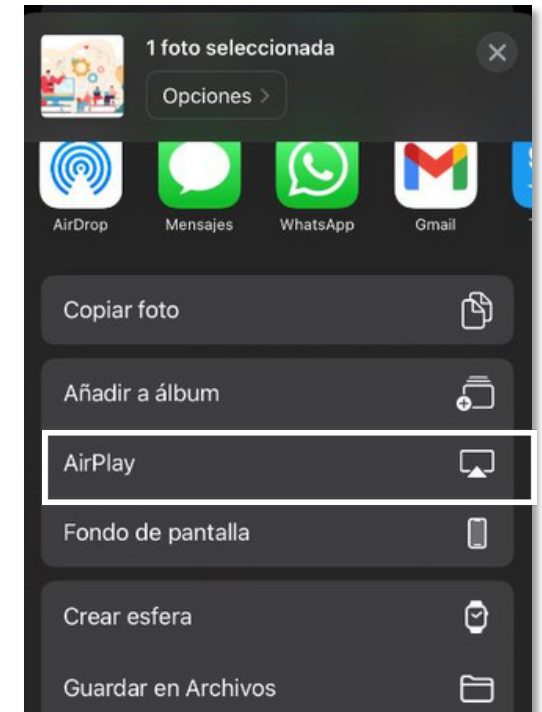 1 foto seleccionada
Opciones >
AirDrop
Mensajes
WhatsApp
Gmail
Copiar foto
Añadir a álbum
AirPlay
Fondo de pantalla
Crear esfera
Guardar en Archivos